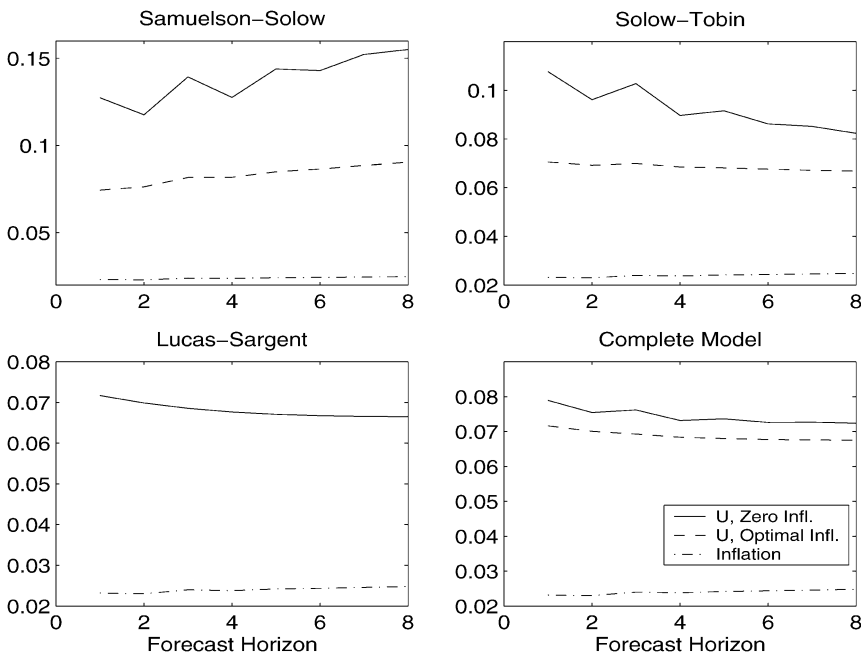 Samuelson−Solow
0.15
0.1
0.05
0 2 4 6 8
Solow−Tobin
0.1
0.08
0.06
0.04
0.02
0 2 4 6 8
Lucas−Sargent
0.08
0.07
0.06
0.05
0.04
0.03
0.02
0 2 4 6 8
Forecast Horizon
Complete Model
0.08
0.07
0.06
0.05
0.04
0.03
0.02
U, Zero Infl.
U, Optimal Infl.
Inflation
0 2 4 6 8
Forecast Horizon